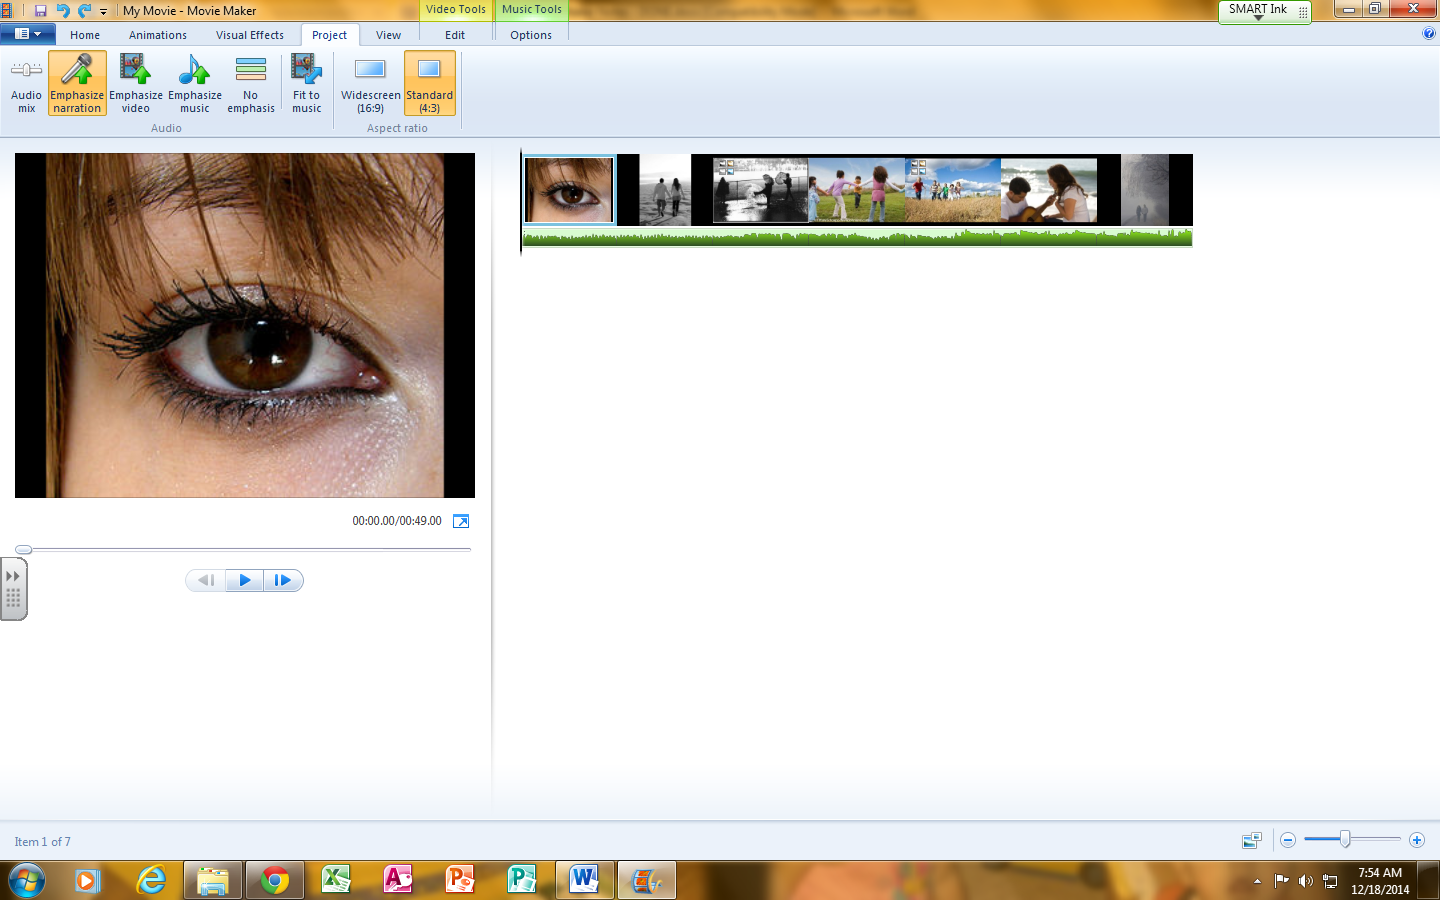 My Movie - Movie Maker
Video Tools
Music Tools
SMART Ink
Home
Animations
Visual Effects
Project
View
Edit
Options
Audio
mix
Emphasize
narration
Emphasize
video
Emphasize
music
No
emphasis
Fit to
music
Widescreen
(16:9)
Standard
(4:3)
Audio
Aspect ratio
00:00.00/00:49.00
Item 1 of 7
7:54 AM
12/18/2014